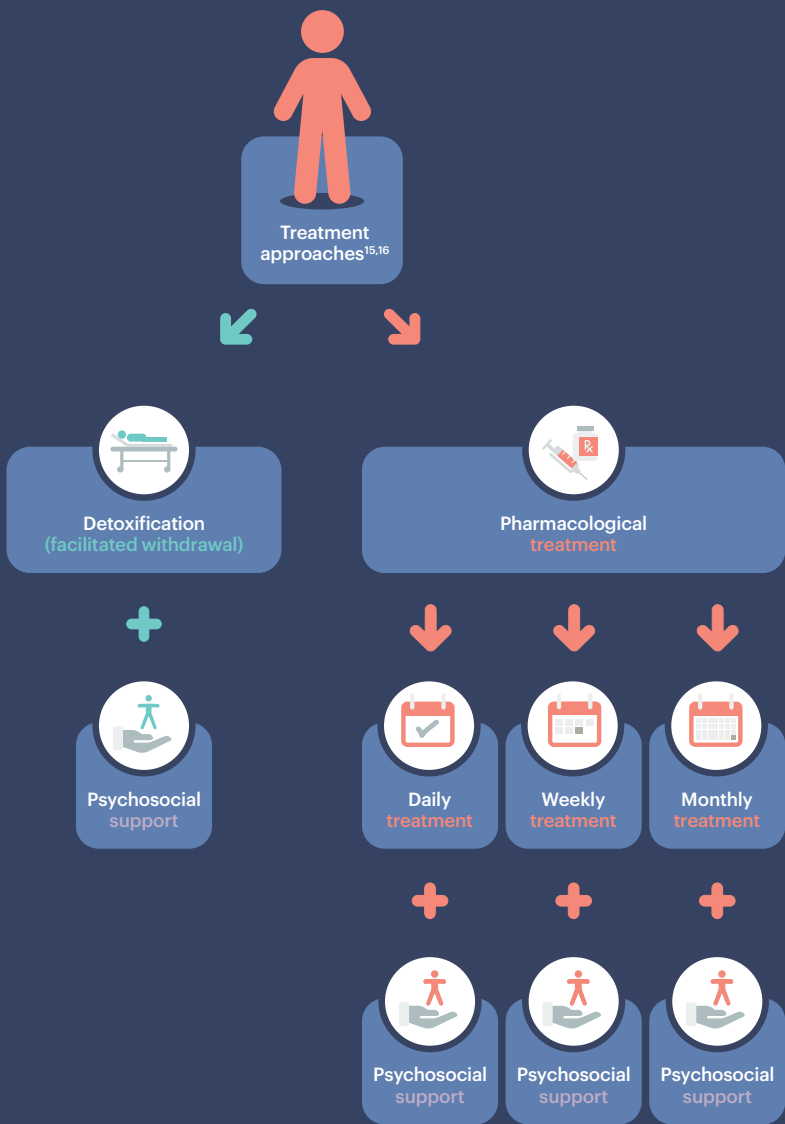 Treatment
approaches15,16
Detoxification
(facilitated withdrawal)
Pharmacological
treatment
Psychosocial
support
Daily
treatment
Weekly
treatment
Monthly
treatment
Psychosocial
support
Psychosocial
support
Psychosocial
support